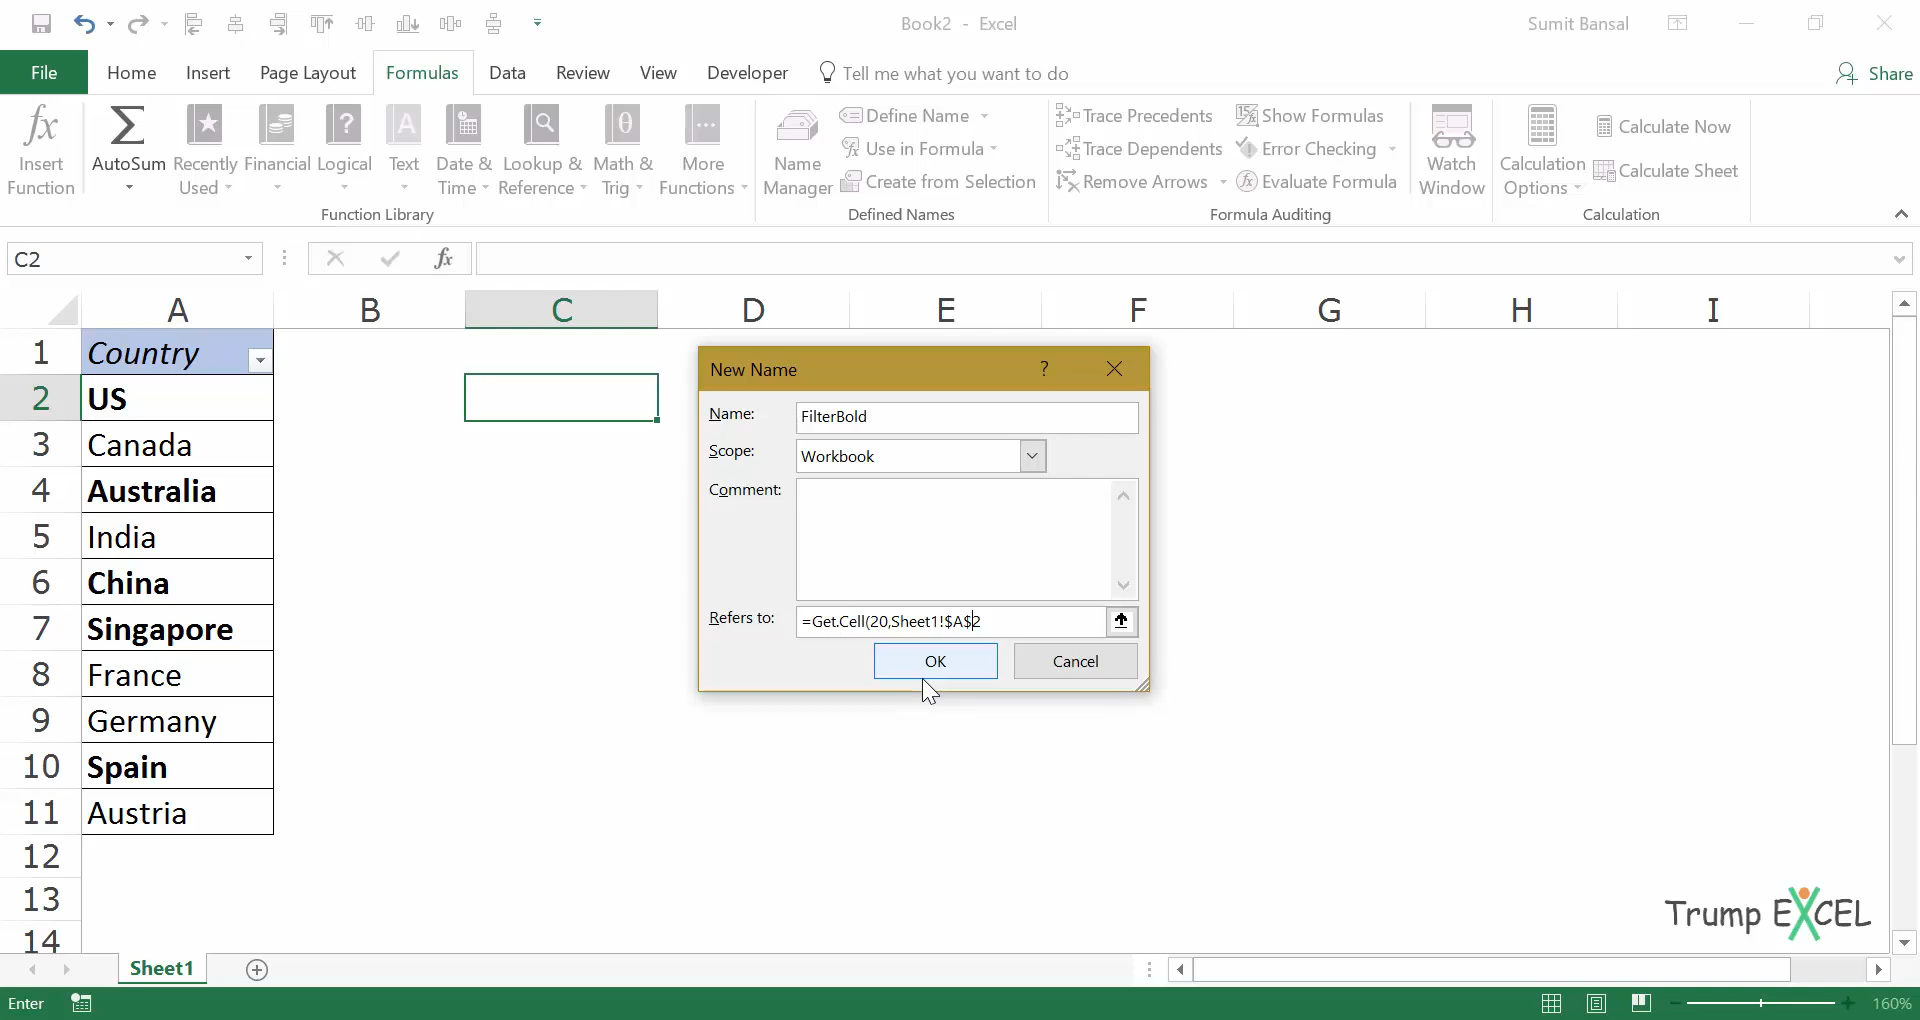 Book2 - Excel
Sumit Bansal
File
Home
Insert
Page Layout
Formulas
Data
Review
View
Developer
Tell me what you want to do
Share
fx
Insert
Function
Σ
AutoSum
Recently
Used
Financial
Logical
Text
Date &
Time
Lookup &
Reference
Math &
Trig
More
Functions
Function Library
Name
Manager
Define Name
Use in Formula
Create from Selection
Defined Names
Trace Precedents
Trace Dependents
Remove Arrows
Show Formulas
Error Checking
Evaluate Formula
Formula Auditing
Watch
Window
Calculation
Options
Calculate Now
Calculate Sheet
Calculation
C2
fx
A B C D E F G H I
1 Country
2 US
3 Canada
4 Australia
5 India
6 China
7 Singapore
8 France
9 Germany
10 Spain
11 Austria
12
13
14
New Name
?
Name: FilterBold
Scope: Workbook
Comment:
Refers to: =Get.Cell(20,Sheet1!$A$2
OK
Cancel
Trump EXCEL
Sheet1
Enter
160%